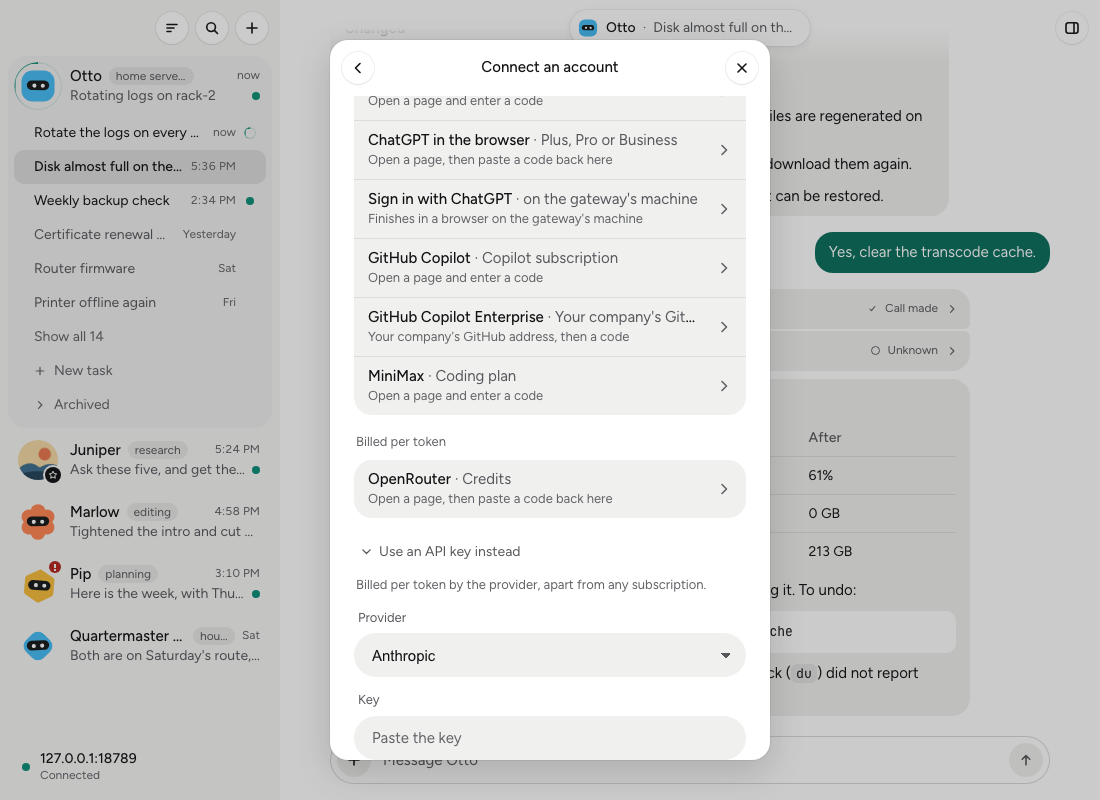 Otto home serve... now
Rotating logs on rack-2
Rotate the logs on every ... now
Disk almost full on the... 5:36 PM
Weekly backup check 2:34 PM
Certificate renewal ... Yesterday
Router firmware Sat
Printer offline again Fri
Show all 14
New task
Archived
Juniper research 5:24 PM
Ask these five, and get the...
Marlow editing 4:58 PM
Tightened the intro and cut ...
Pip planning 3:10 PM
Here is the week, with Thu...
Quartermaster ... hou... Sat
Both are on Saturday's route,...
127.0.0.1:18789
Connected
Changed
Otto · Disk almost full on th...
Connect an account
Open a page and enter a code
ChatGPT in the browser · Plus, Pro or Business
Open a page, then paste a code back here
Sign in with ChatGPT · on the gateway's machine
Finishes in a browser on the gateway's machine
GitHub Copilot · Copilot subscription
Open a page and enter a code
GitHub Copilot Enterprise · Your company's Git...
Your company's GitHub address, then a code
MiniMax · Coding plan
Open a page and enter a code
Billed per token
OpenRouter · Credits
Open a page, then paste a code back here
Use an API key instead
Billed per token by the provider, apart from any subscription.
Provider
Anthropic
Key
Paste the key
iles are regenerated on
download them again.
t can be restored.
Yes, clear the transcode cache.
Call made
Unknown
After
61%
0 GB
213 GB
g it. To undo:
che
ck ( du ) did not report
Message Otto